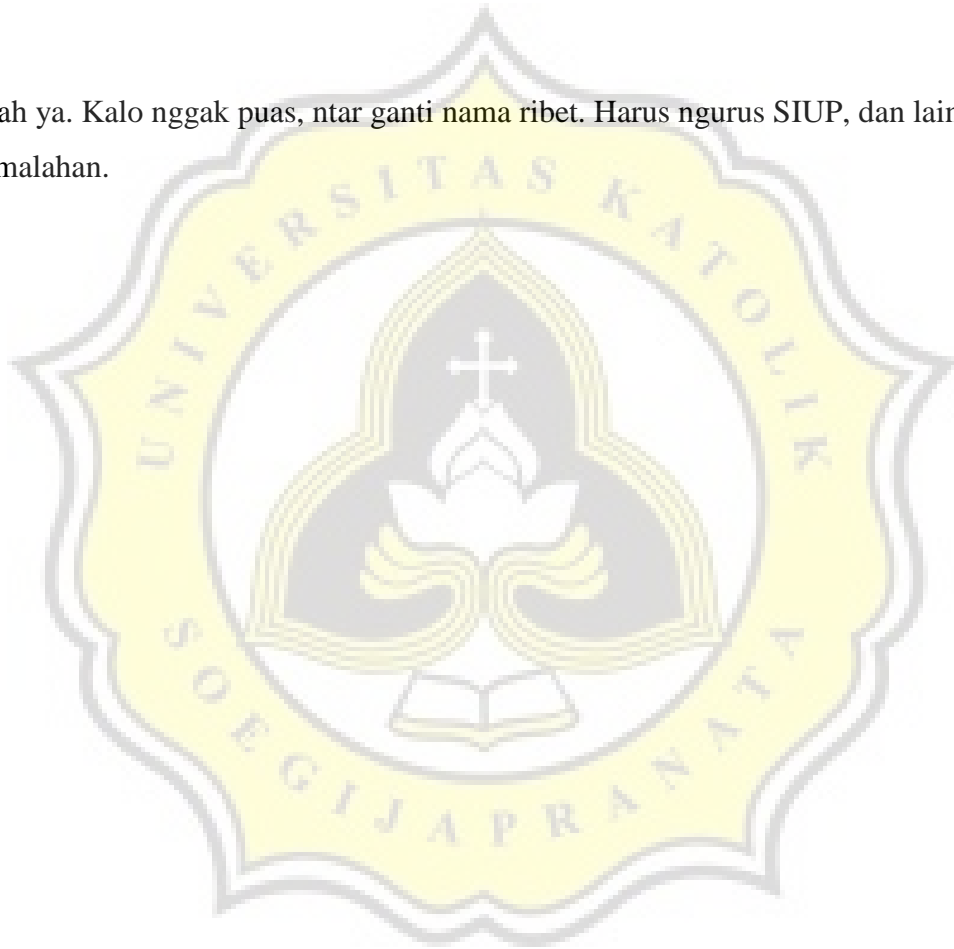 ah ya. Kalo nggak puas, ntar ganti nama ribet. Harus ngurus SIUP, dan lain
malahan.
UNIVERSITAS KATOLIK
SOEGIJAPRANATA